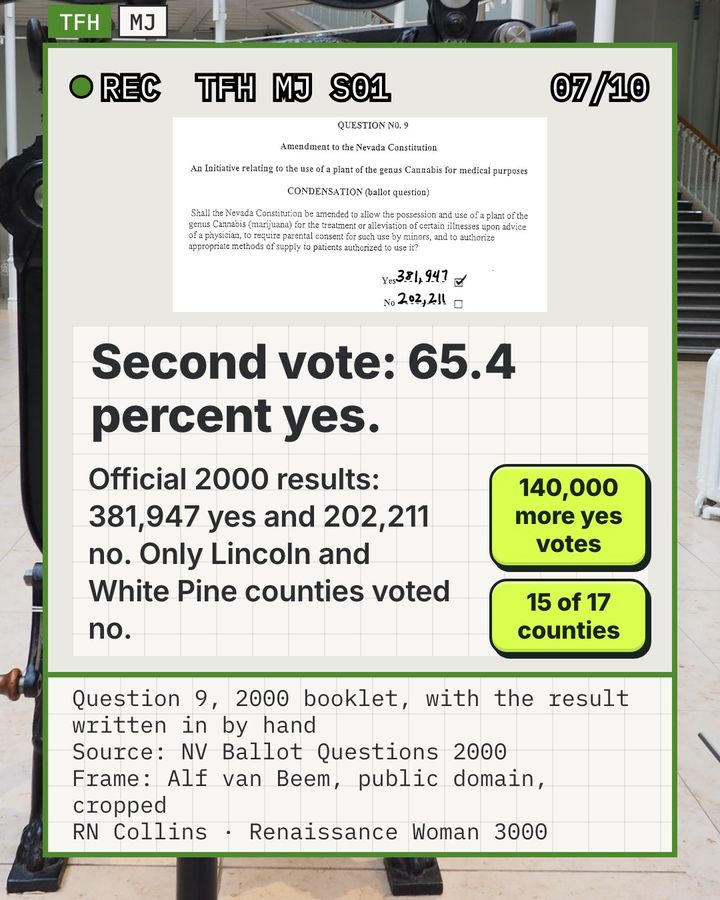 TFH MJ
REC TFH MJ S01 07/10
QUESTION NO. 9
Amendment to the Nevada Constitution
An Initiative relating to the use of a plant of the genus Cannabis for medical purposes
CONDENSATION (ballot question)
Shall the Nevada Constitution be amended to allow the possession and use of a plant of the
genus Cannabis (marijuana) for the treatment or alleviation of certain illnesses upon advice
of a physician, to require parental consent for such use by minors, and to authorize
appropriate methods of supply to patients authorized to use it?
Yes 381,947
No 202,211
Second vote: 65.4
percent yes.
Official 2000 results:
381,947 yes and 202,211
no. Only Lincoln and
White Pine counties voted
no.
140,000
more yes
votes
15 of 17
counties
Question 9, 2000 booklet, with the result
written in by hand
Source: NV Ballot Questions 2000
Frame: Alf van Beem, public domain,
cropped
RN Collins · Renaissance Woman 3000